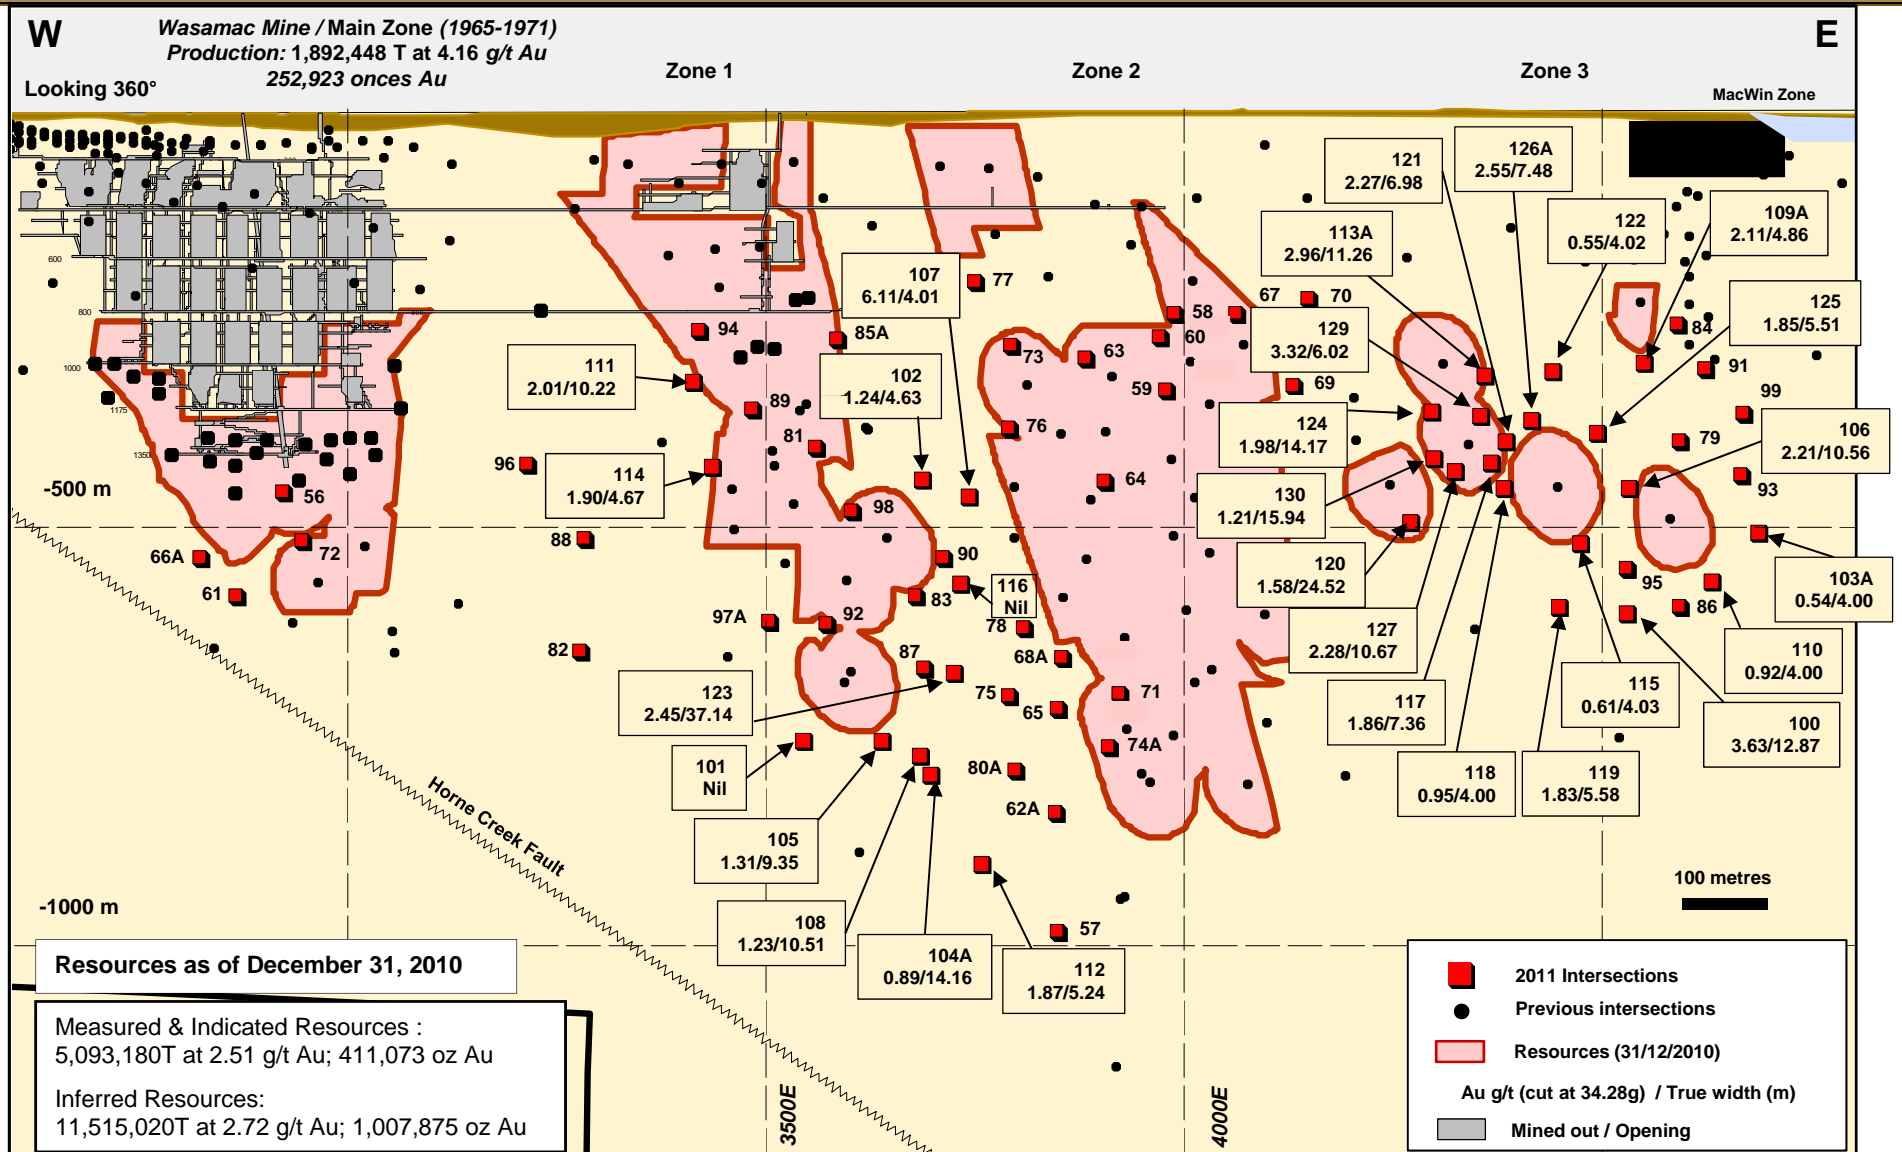 W
Wasamac Mine / Main Zone (1965-1971)
Production: 1,892,448 T at 4.16 g/t Au
252,923 onces Au
E
Looking 360°
Zone 1
Zone 2
Zone 3
MacWin Zone
600
800
1000
1175
1350
-500 m
-1000 m
56
72
66A
61
96
88
82
94
85A
89
81
98
90
83
97A
92
87
78
68A
75
65
71
74A
80A
62A
57
77
73
63
58
60
59
67
70
69
76
64
84
91
99
79
93
95
86
111
2.01/10.22
114
1.90/4.67
107
6.11/4.01
102
1.24/4.63
116
Nil
123
2.45/37.14
101
Nil
105
1.31/9.35
108
1.23/10.51
104A
0.89/14.16
112
1.87/5.24
121
2.27/6.98
126A
2.55/7.48
113A
2.96/11.26
122
0.55/4.02
109A
2.11/4.86
125
1.85/5.51
129
3.32/6.02
124
1.98/14.17
106
2.21/10.56
130
1.21/15.94
120
1.58/24.52
103A
0.54/4.00
127
2.28/10.67
110
0.92/4.00
117
1.86/7.36
115
0.61/4.03
100
3.63/12.87
118
0.95/4.00
119
1.83/5.58
Horne Creek Fault
3500E
4000E
100 metres
Resources as of December 31, 2010
Measured & Indicated Resources :
5,093,180T at 2.51 g/t Au; 411,073 oz Au
Inferred Resources:
11,515,020T at 2.72 g/t Au; 1,007,875 oz Au
2011 Intersections
Previous intersections
Resources (31/12/2010)
Au g/t (cut at 34.28g) / True width (m)
Mined out / Opening